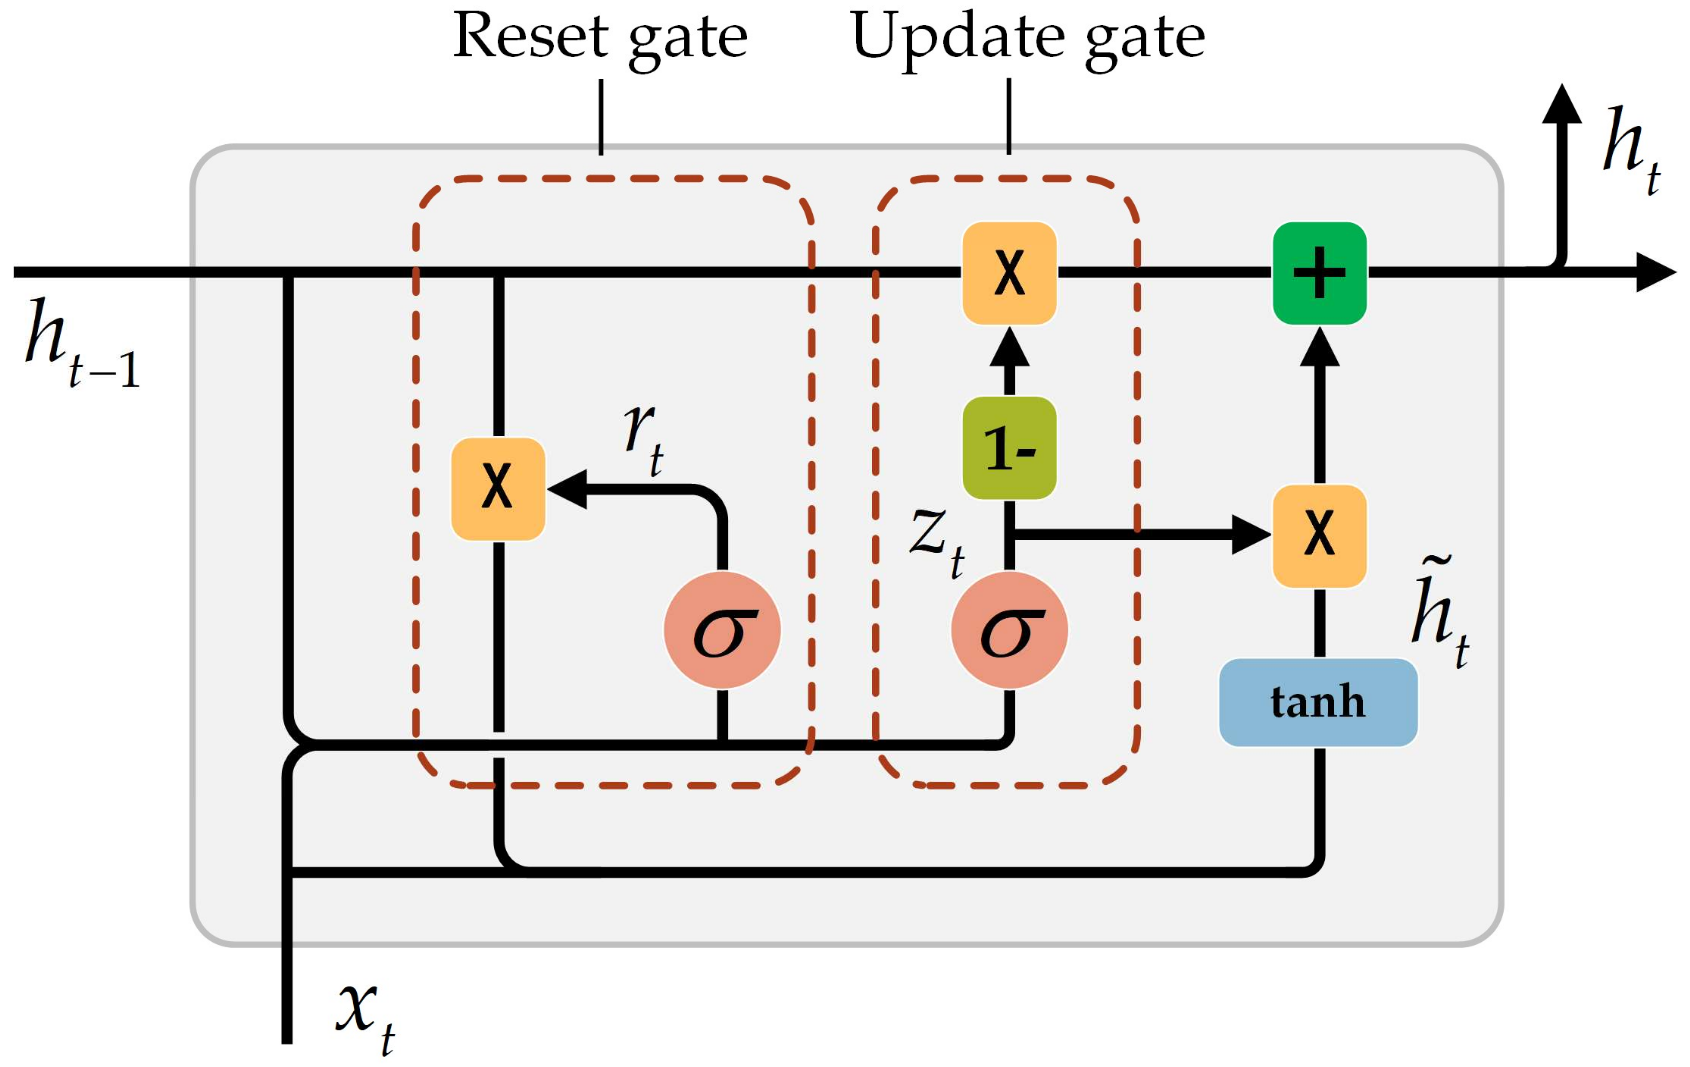 Reset gate
Update gate
h_t
X
+
h_{t−1}
r_t
1-
X
z_t
X
h̃_t
σ
σ
tanh
x_t